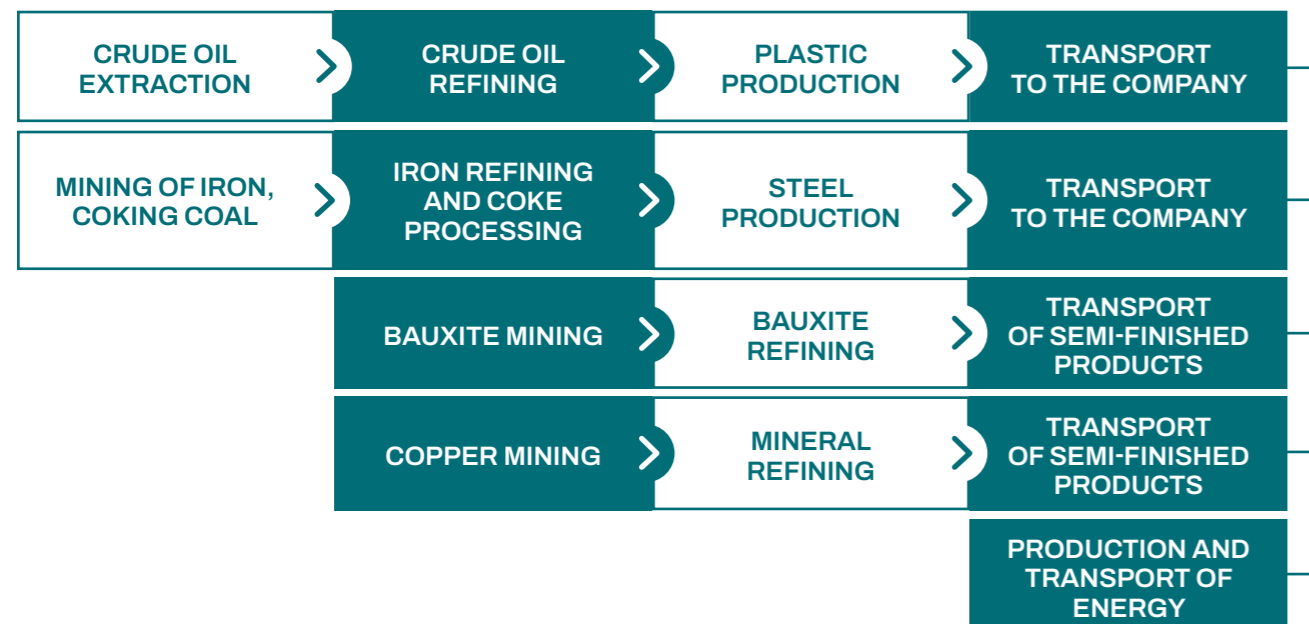 CRUDE OIL
EXTRACTION
CRUDE OIL
REFINING
PLASTIC
PRODUCTION
TRANSPORT
TO THE COMPANY
MINING OF IRON,
COKING COAL
IRON REFINING
AND COKE
PROCESSING
STEEL
PRODUCTION
TRANSPORT
TO THE COMPANY
BAUXITE MINING
BAUXITE
REFINING
TRANSPORT
OF SEMI-FINISHED
PRODUCTS
COPPER MINING
MINERAL
REFINING
TRANSPORT
OF SEMI-FINISHED
PRODUCTS
PRODUCTION AND
TRANSPORT OF
ENERGY